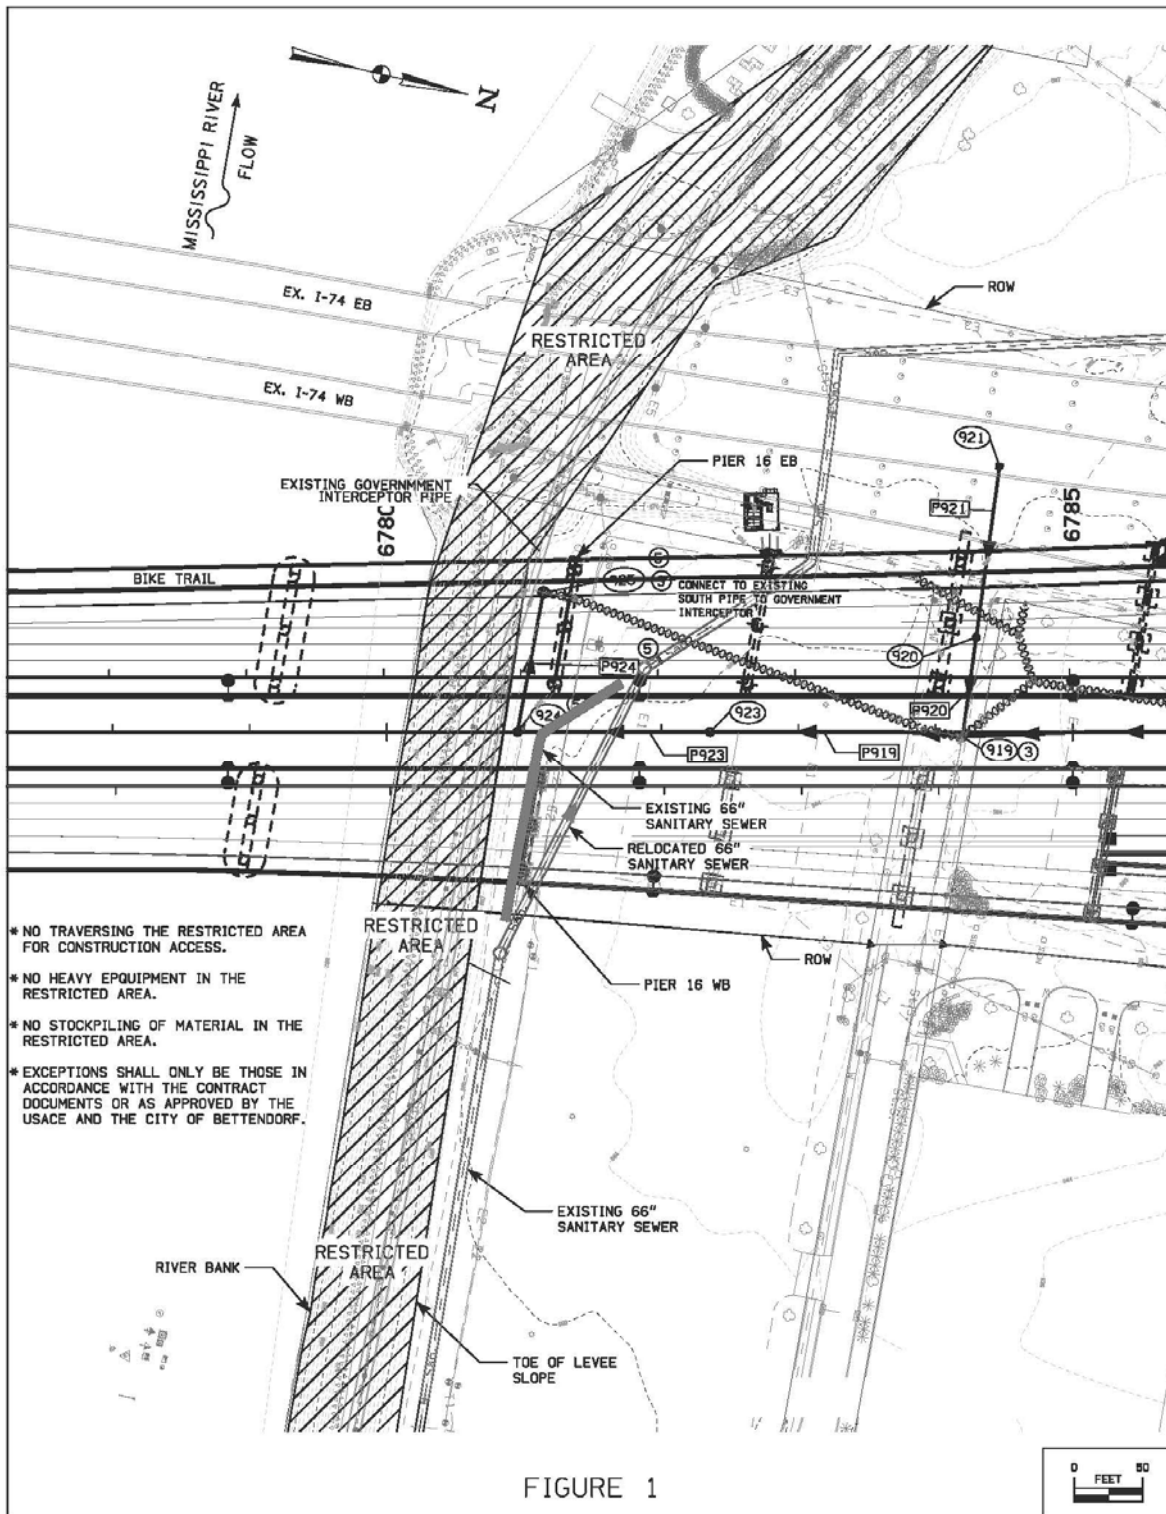 N
MISSISSIPPI RIVER
FLOW
EX. I-74 EB
EX. I-74 WB
ROW
RESTRICTED
AREA
PIER 16 EB
921
P921
EXISTING GOVERNMMENT
INTERCEPTOR PIPE
6780
6785
BIKE TRAIL
925
3
CONNECT TO EXISTING
SOUTH PIPE TO GOVERNMENT
INTERCEPTOR
5
920
P924
P920
924
923
P923
P919
919
3
EXISTING 66"
SANITARY SEWER
RELOCATED 66"
SANITARY SEWER
RESTRICTED
AREA
ROW
PIER 16 WB
* NO TRAVERSING THE RESTRICTED AREA
FOR CONSTRUCTION ACCESS.
* NO HEAVY EPQUIPMENT IN THE
RESTRICTED AREA.
* NO STOCKPILING OF MATERIAL IN THE
RESTRICTED AREA.
* EXCEPTIONS SHALL ONLY BE THOSE IN
ACCORDANCE WITH THE CONTRACT
DOCUMENTS OR AS APPROVED BY THE
USACE AND THE CITY OF BETTENDORF.
EXISTING 66"
SANITARY SEWER
RESTRICTED
AREA
RIVER BANK
TOE OF LEVEE
SLOPE
FIGURE 1
0 50
FEET